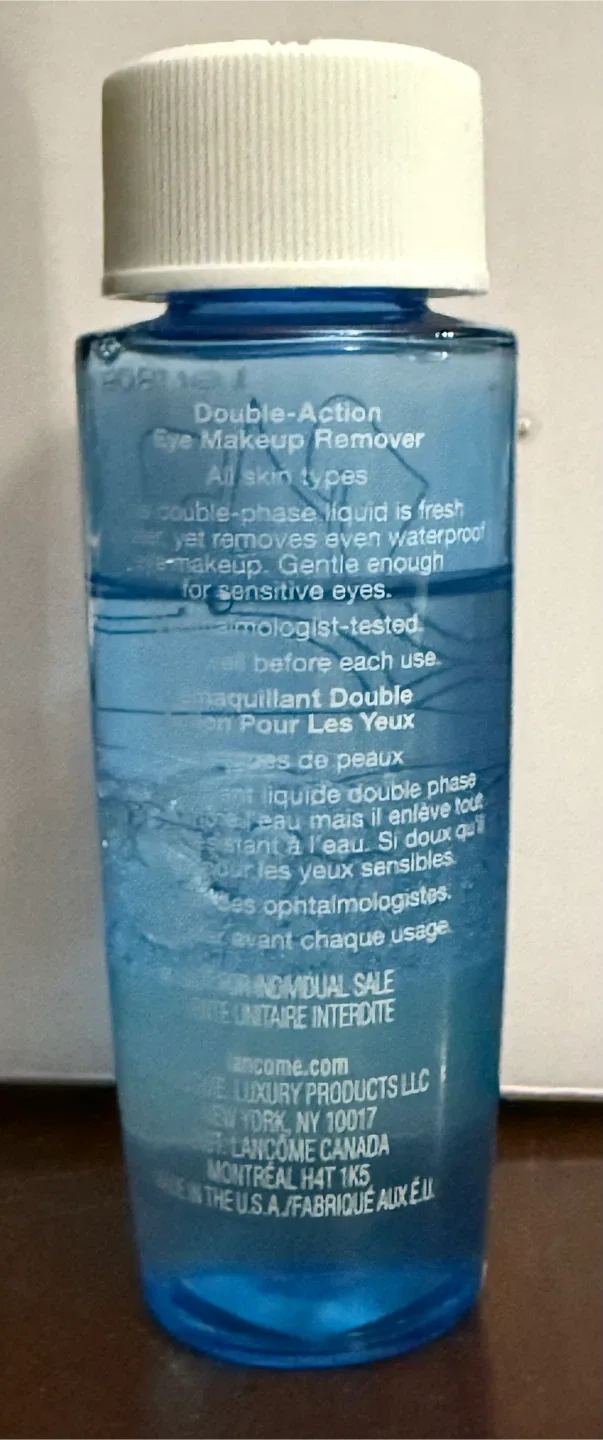 Double-Action
Eye Makeup Remover
All skin types
double-phase liquid is fresh
yet removes even waterproof
eye makeup. Gentle enough
for sensitive eyes.
tested.
before each use.
Double
Pour Les Yeux
de peaux
liquide double phase
l'eau mais il enlève tout
à l'eau. Si doux qu'il
pour les yeux sensibles.
ophtalmologistes.
avant chaque usage.
FOR INDIVIDUAL SALE
UNITAIRE INTERDITE
lancome.com
LUXURY PRODUCTS LLC
NEW YORK, NY 10017
LANCÔME CANADA
MONTRÉAL H4T 1K5
IN THE U.S.A./FABRIQUÉ AUX É.U.